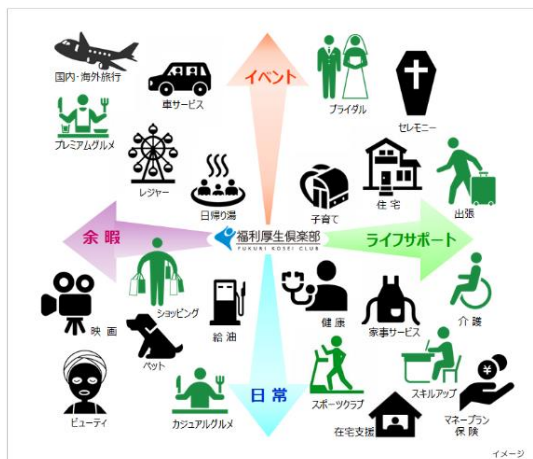 イベント
国内・海外旅行
車サービス
ブライダル
セレモニー
プレミアムグルメ
レジャー
日帰り湯
子育て
住宅
出張
余暇
福利厚生倶楽部
FUKURI KOSEI CLUB
ライフサポート
映画
ショッピング
給油
健康
家事サービス
介護
ペット
日常
ビューティ
カジュアルグルメ
スポーツクラブ
スキルアップ
在宅支援
マネープラン
保険
¥
イメージ